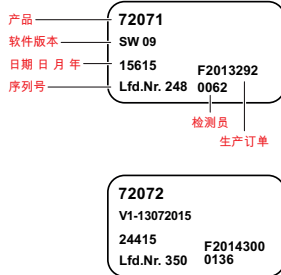 产品 72071
软件版本 SW 09
日期 日 月 年 15615 F2013292
序列号 Lfd.Nr. 248 0062
检测员
生产订单
72072
V1-13072015
24415 F2014300
Lfd.Nr. 350 0136